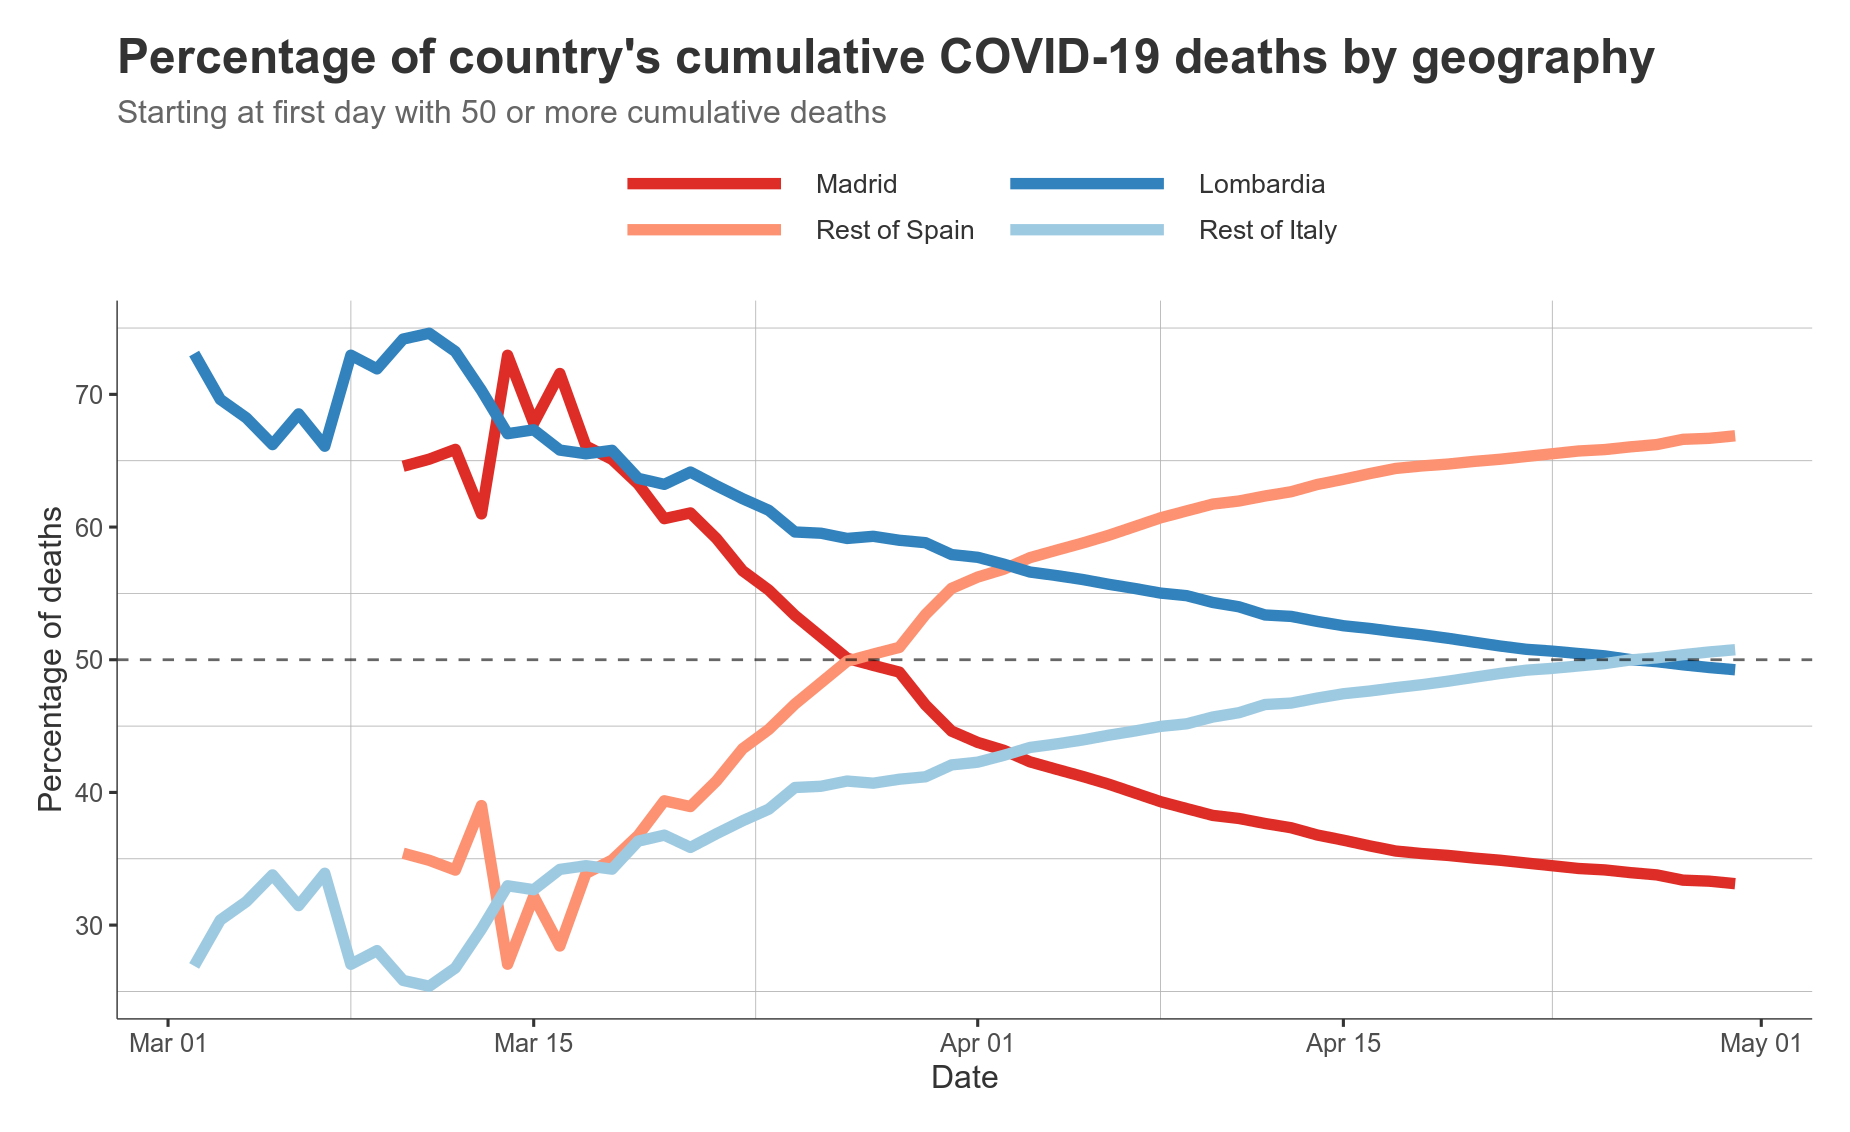 Percentage of country's cumulative COVID-19 deaths by geography
Starting at first day with 50 or more cumulative deaths
Madrid
Lombardia
Rest of Spain
Rest of Italy
Percentage of deaths
70
60
50
40
30
Mar 01
Mar 15
Apr 01
Apr 15
May 01
Date